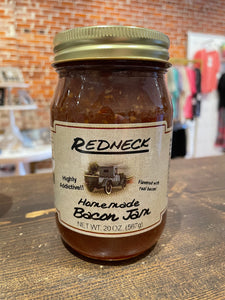 REDNECK
Highly
Addictive!!
Flavored with
real bacon!
Homemade
Bacon Jam
NET WT. 20 OZ. (567g)